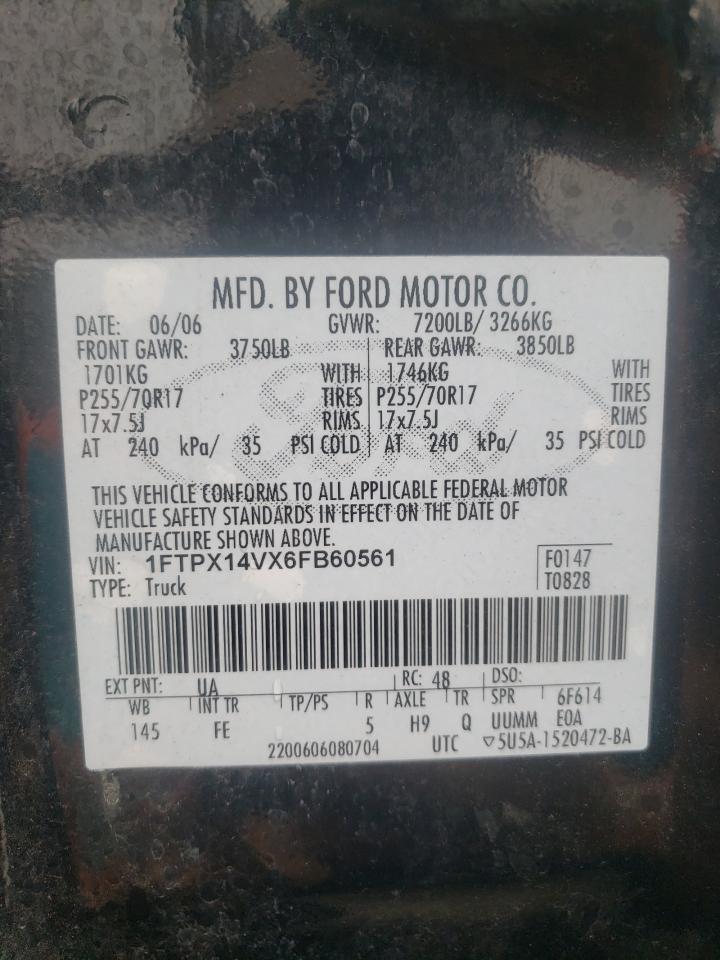 MFD. BY FORD MOTOR CO.
DATE: 06/06 GVWR: 7200LB/ 3266KG
FRONT GAWR: 3750LB REAR GAWR: 3850LB
1701KG WITH 1746KG WITH
P255/70R17 TIRES P255/70R17 TIRES
17x7.5J RIMS 17x7.5J RIMS
AT 240 kPa/ 35 PSI COLD AT 240 kPa/ 35 PSI COLD
Ford
THIS VEHICLE CONFORMS TO ALL APPLICABLE FEDERAL MOTOR
VEHICLE SAFETY STANDARDS IN EFFECT ON THE DATE OF
MANUFACTURE SHOWN ABOVE.
VIN: 1FTPX14VX6FB60561 F0147
TYPE: Truck T0828
EXT PNT: UA RC: 48 DSO:
WB INT TR TP/PS R AXLE TR SPR 6F614
145 FE 5 H9 Q UUMM EOA
2200606080704 UTC ▽5U5A-1520472-BA